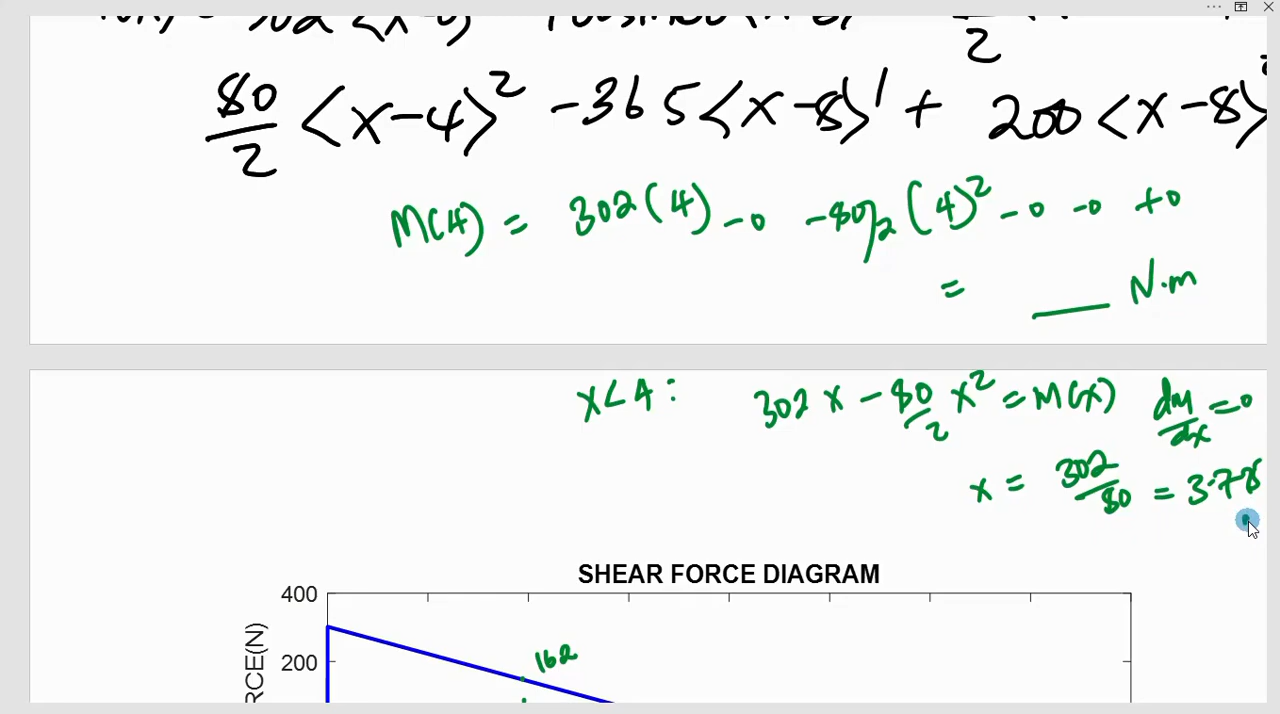 80/2 <x-4>² -365<x-8>¹ + 200<x-8>
M(4) = 302(4) -0 -80/2 (4)² -0 -0 +0
= ___ N.m
x<4: 302x - 80/2 x² = M(x) dM/dx = 0
x = 302/80 = 3.78
SHEAR FORCE DIAGRAM
400
162
200
RCE(N)